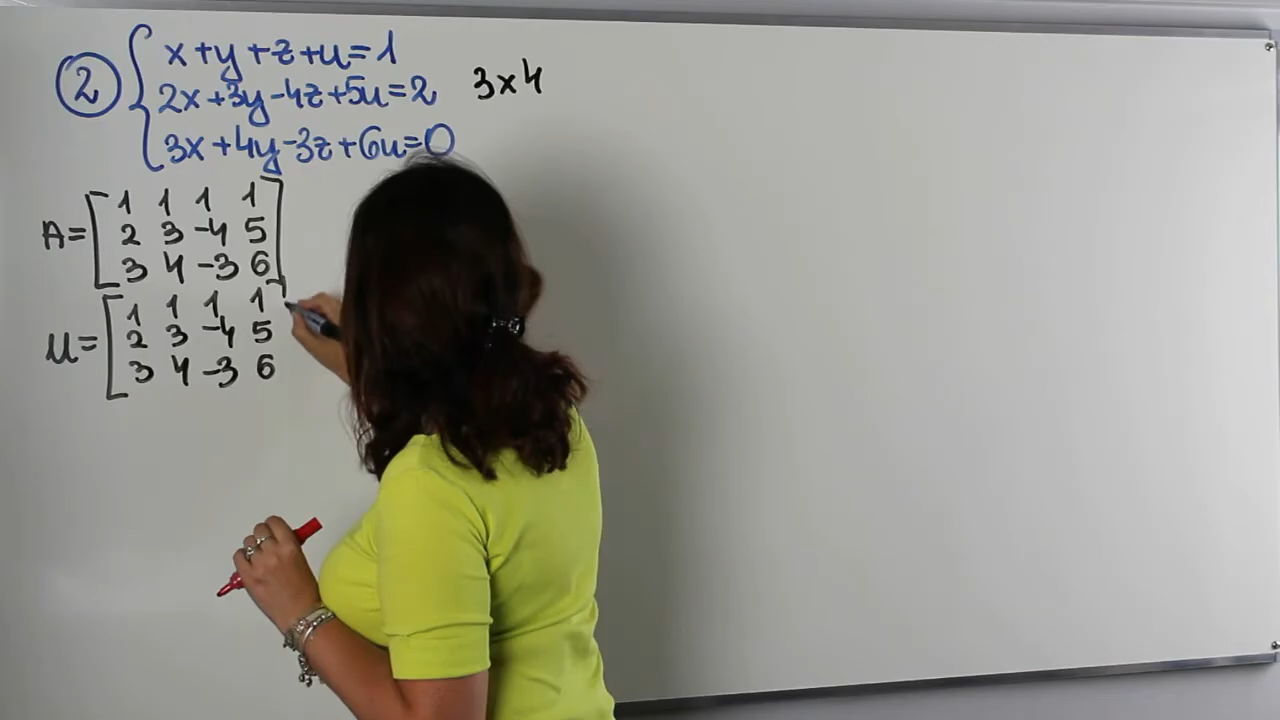 2
x+y+z+u=1
2x+3y-4z+5u=2 3x4
3x+4y-3z+6u=0
1 1 1 1
A= 2 3 -4 5
3 4 -3 6
1 1 1 1
U= 2 3 -4 5
3 4 -3 6